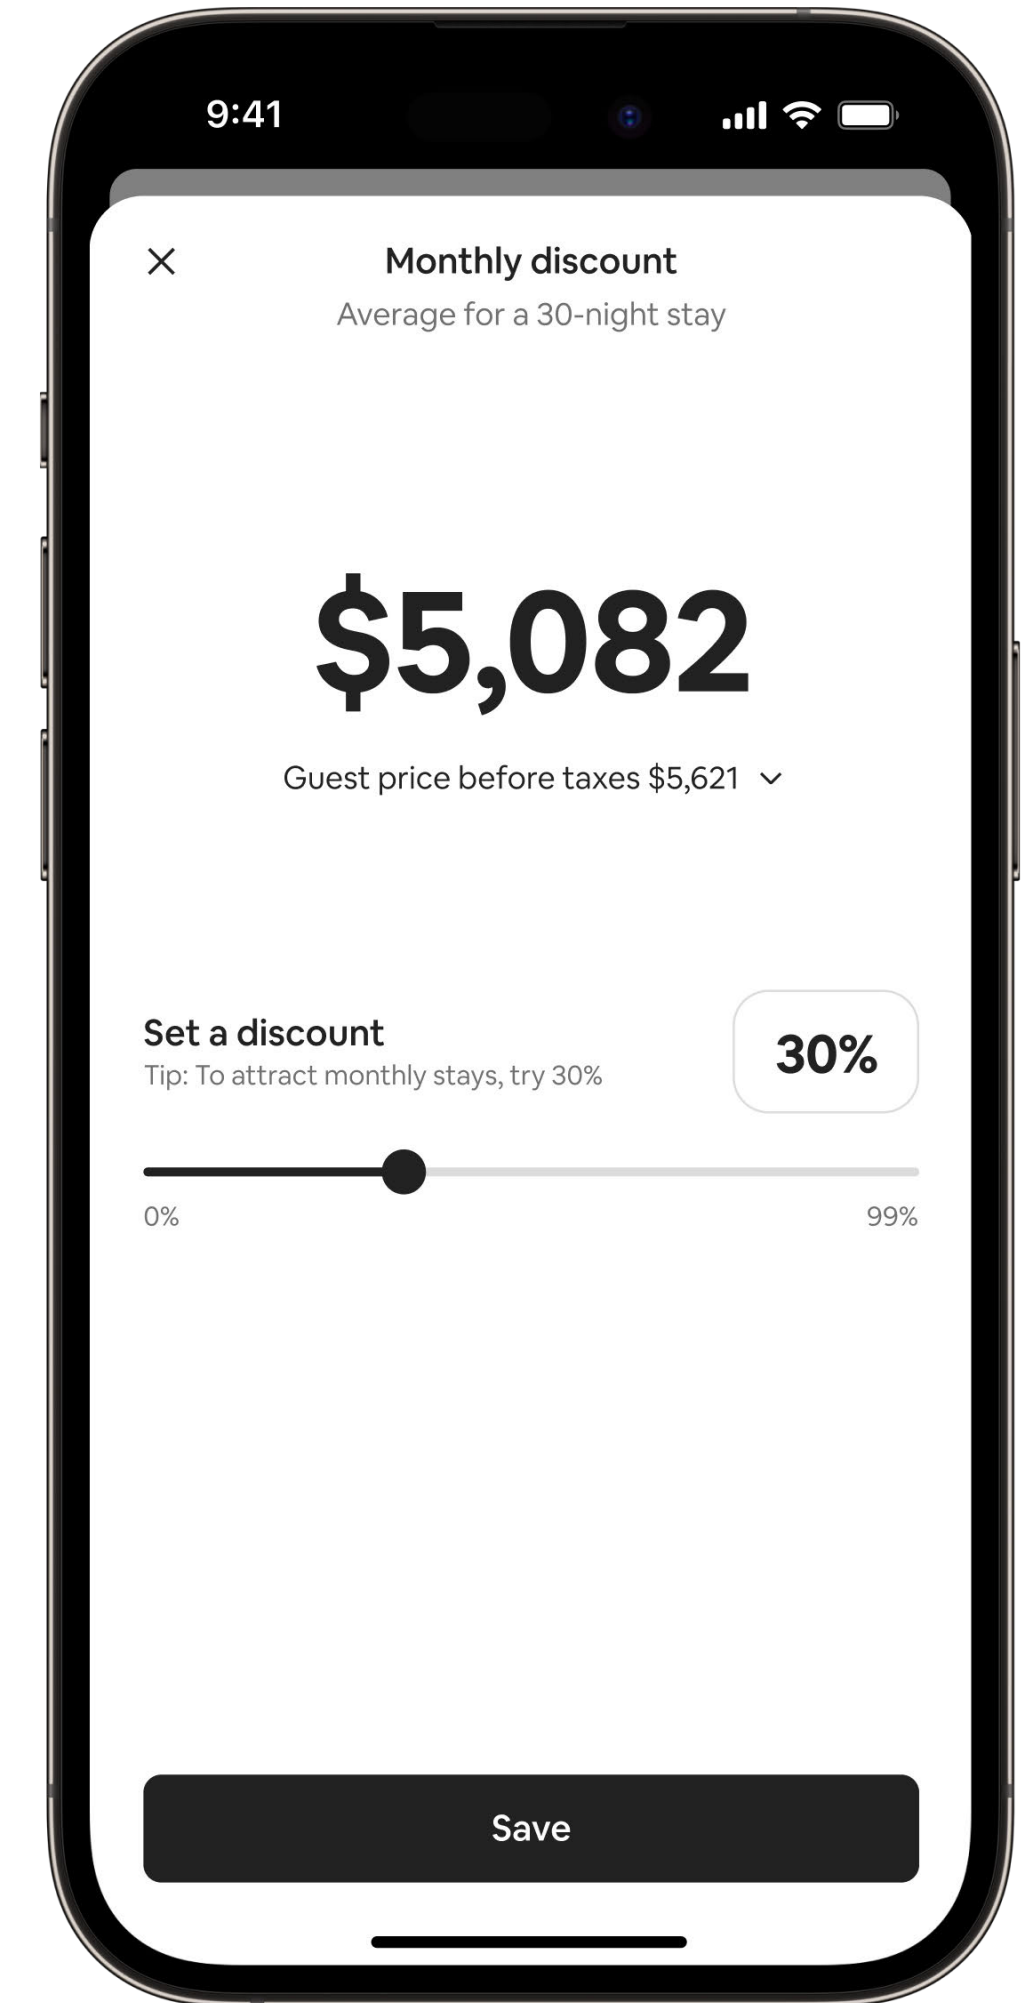 9:41
Monthly discount
Average for a 30-night stay
$5,082
Guest price before taxes $5,621
Set a discount
Tip: To attract monthly stays, try 30%
30%
0%
99%
Save